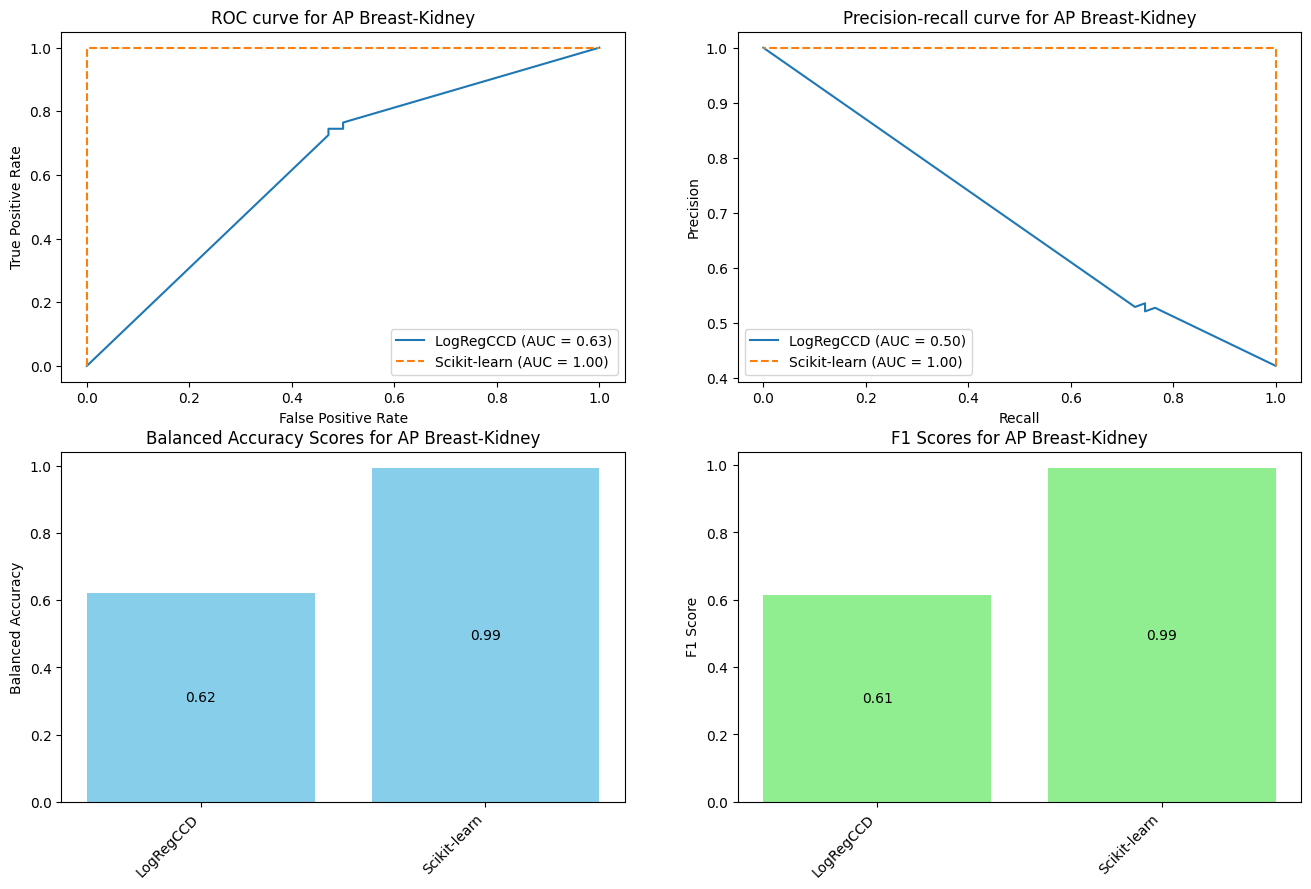 ROC curve for AP Breast-Kidney
True Positive Rate
1.0
0.8
0.6
0.4
0.2
0.0
LogRegCCD (AUC = 0.63)
Scikit-learn (AUC = 1.00)
0.0 0.2 0.4 0.6 0.8 1.0
False Positive Rate
Precision-recall curve for AP Breast-Kidney
Precision
1.0
0.9
0.8
0.7
0.6
0.5
0.4
LogRegCCD (AUC = 0.50)
Scikit-learn (AUC = 1.00)
0.0 0.2 0.4 0.6 0.8 1.0
Recall
Balanced Accuracy Scores for AP Breast-Kidney
Balanced Accuracy
1.0
0.8
0.6
0.4
0.2
0.0
0.62
0.99
LogRegCCD
Scikit-learn
F1 Scores for AP Breast-Kidney
F1 Score
1.0
0.8
0.6
0.4
0.2
0.0
0.61
0.99
LogRegCCD
Scikit-learn